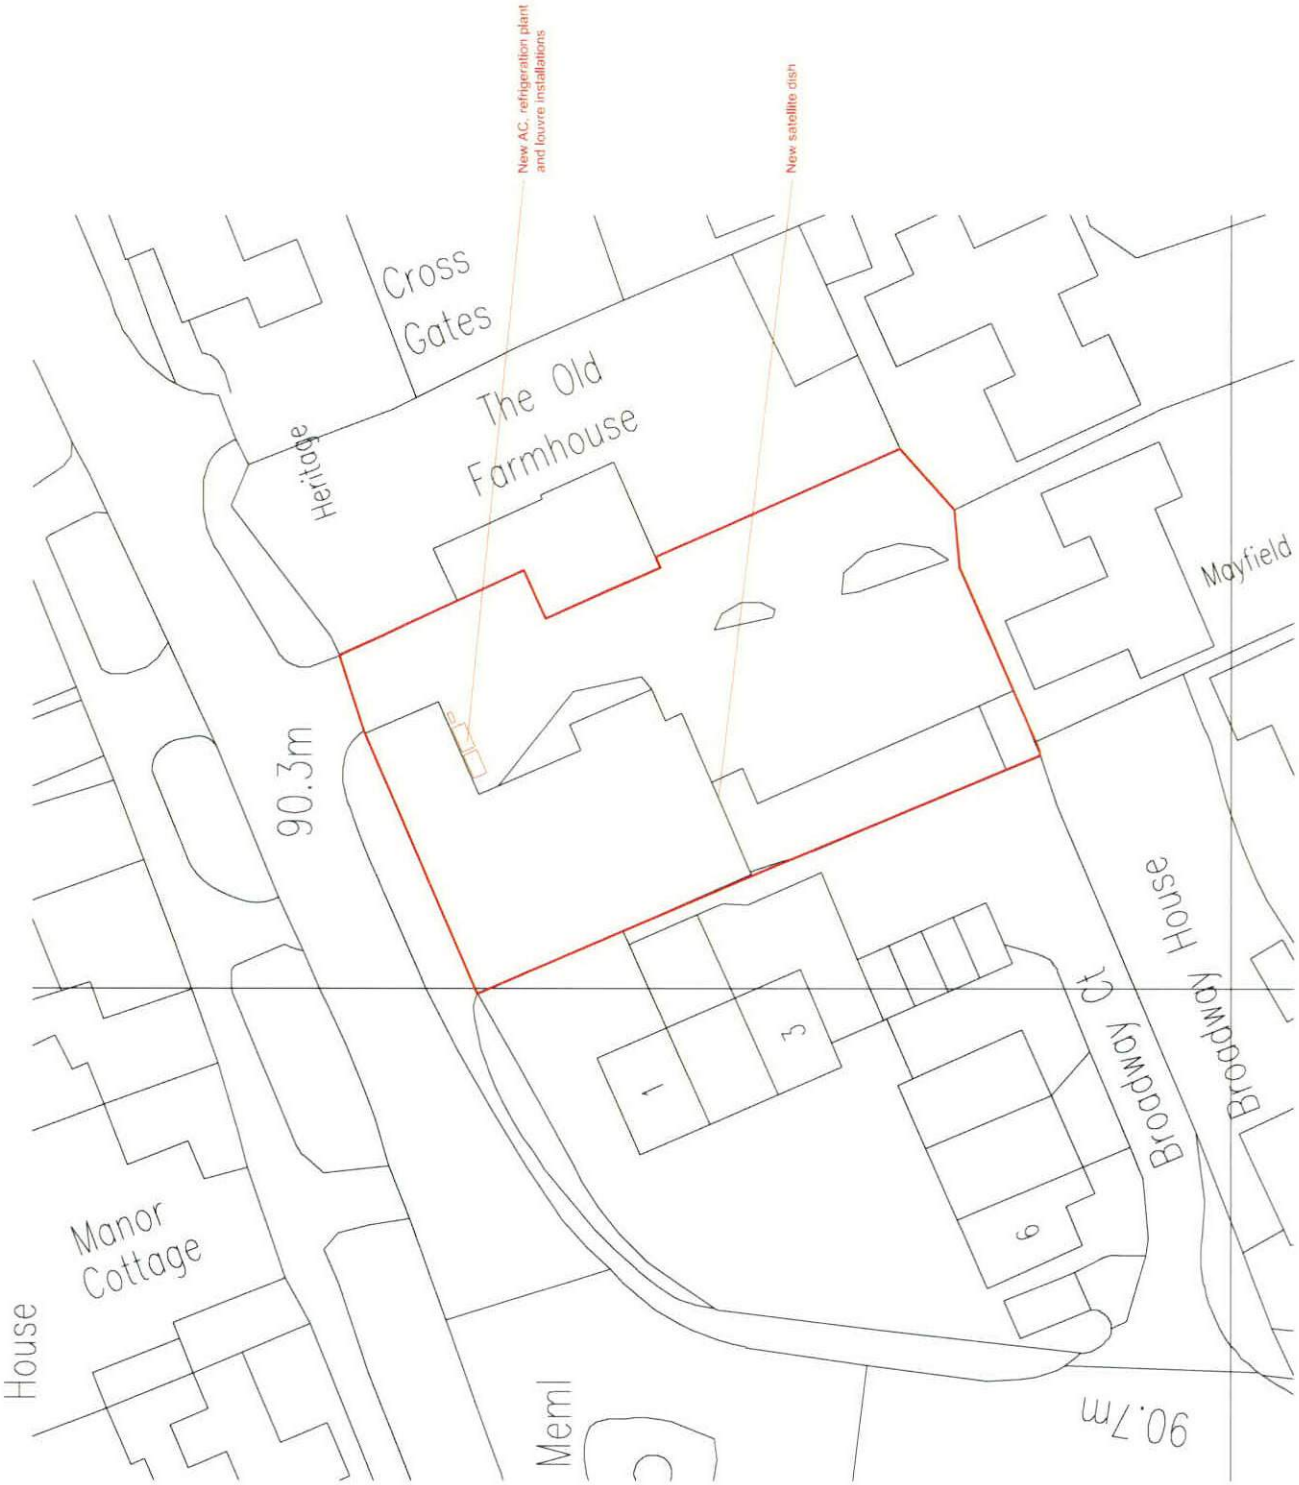 New AC, refrigeration plant
and louvre installations
New satellite dish
Cross
Gates
The Old
Farmhouse
Heritage
Mayfield
90.3m
Broadway House
Broadway Ct
Broadway
1
3
6
Manor
Cottage
House
Meml
90.7m